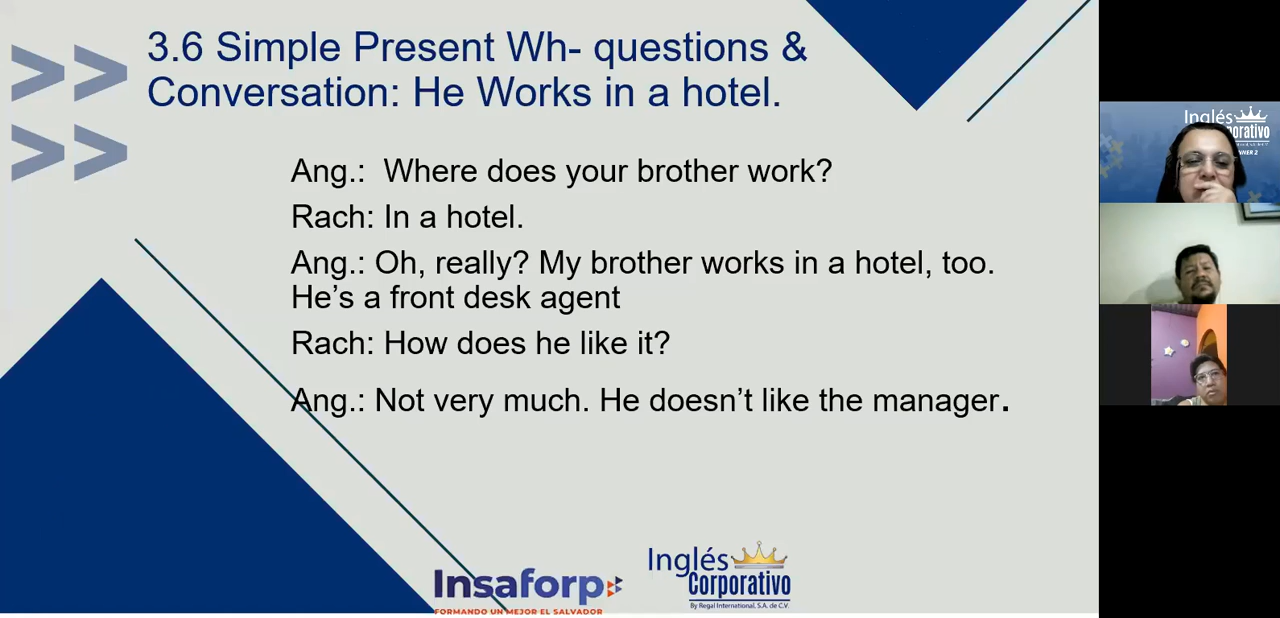 3.6 Simple Present Wh- questions &
Conversation: He Works in a hotel.
Ang.: Where does your brother work?
Rach: In a hotel.
Ang.: Oh, really? My brother works in a hotel, too.
He's a front desk agent
Rach: How does he like it?
Ang.: Not very much. He doesn't like the manager.
Insaforp
FORMANDO UN MEJOR EL SALVADOR
Inglés
Corporativo
By Regal International, S.A. de C.V.
Inglés